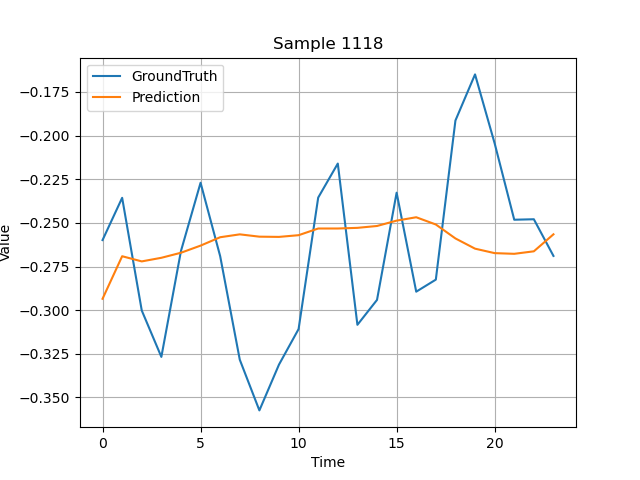 Sample 1118
GroundTruth
Prediction
−0.175
−0.200
−0.225
−0.250
−0.275
−0.300
−0.325
−0.350
Value
0 5 10 15 20
Time